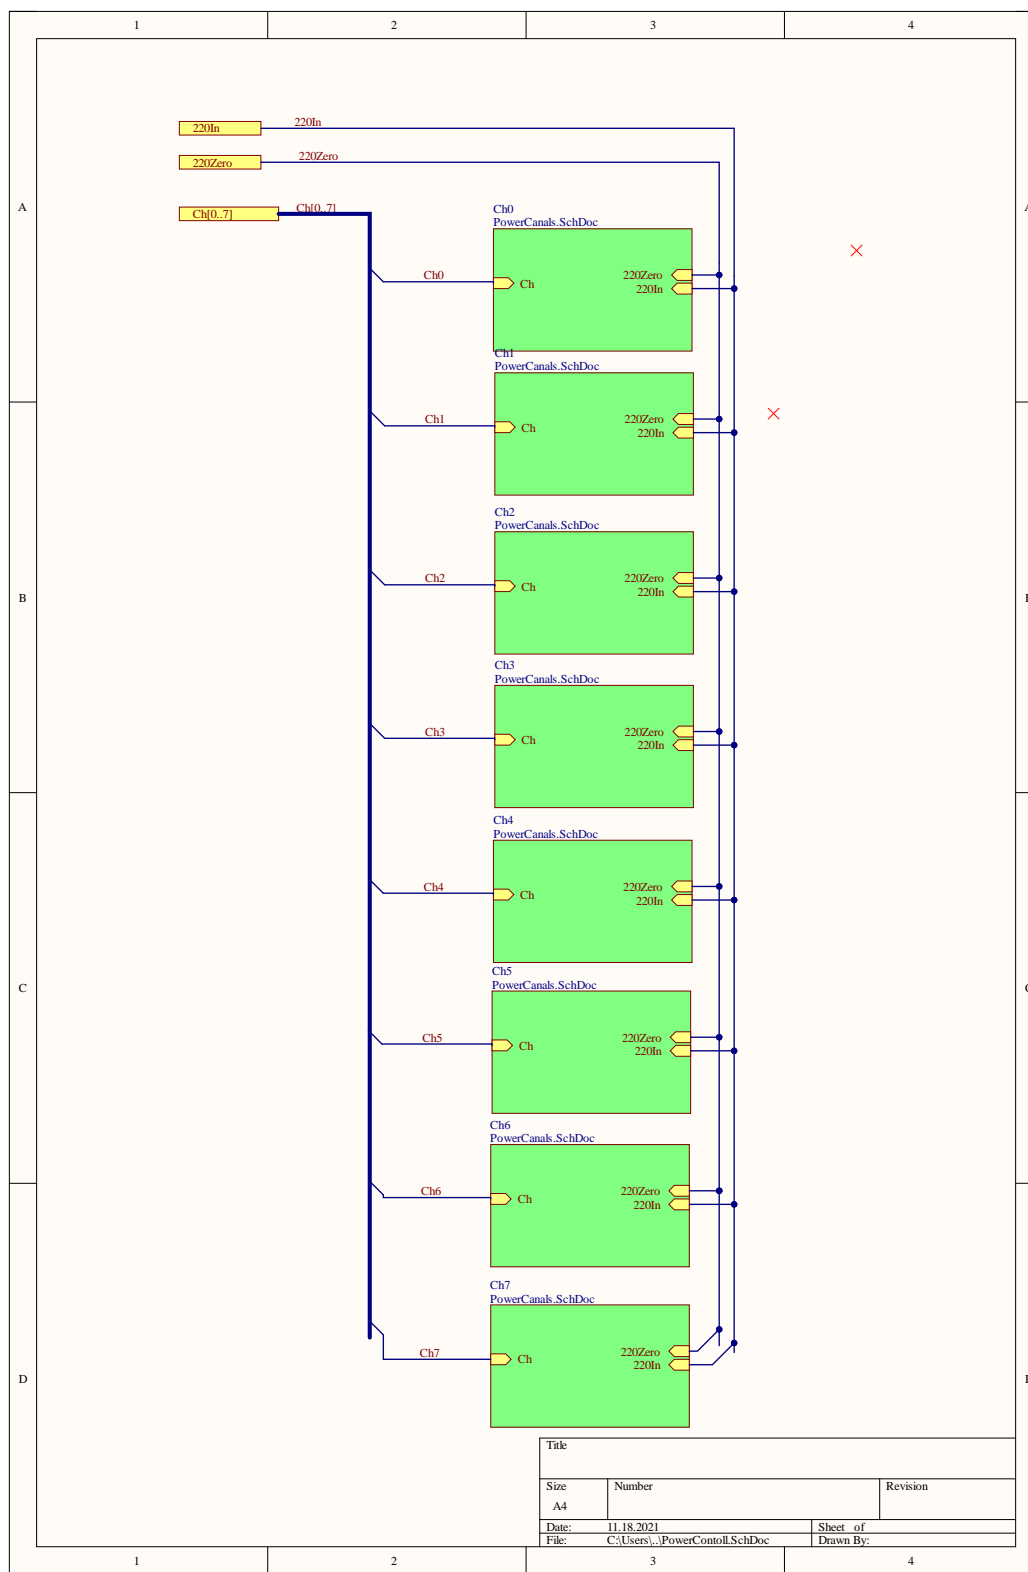 1 2 3 4
220In 220In
220Zero 220Zero
A A
Ch[0..7] Ch[0..7]
Ch0
PowerCanals.SchDoc
Ch0 Ch 220Zero
220In
Ch1
PowerCanals.SchDoc
Ch1 Ch 220Zero
220In
Ch2
PowerCanals.SchDoc
Ch2 Ch 220Zero
220In
B
Ch3
PowerCanals.SchDoc
Ch3 Ch 220Zero
220In
Ch4
PowerCanals.SchDoc
Ch4 Ch 220Zero
220In
Ch5
PowerCanals.SchDoc
C
Ch5 Ch 220Zero
220In
Ch6
PowerCanals.SchDoc
Ch6 Ch 220Zero
220In
Ch7
PowerCanals.SchDoc
Ch7 Ch 220Zero
220In
D
Title
Size Number Revision
A4
Date: 11.18.2021 Sheet of
File: C:\Users\..\PowerContoll.SchDoc Drawn By:
1 2 3 4